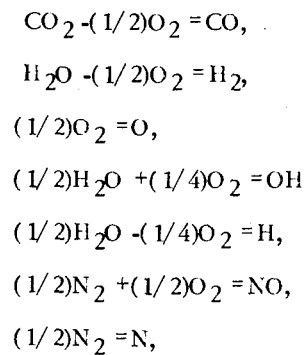 CO₂ -(1/2)O₂ =CO,
H₂O -(1/2)O₂ =H₂,
(1/2)O₂ =O,
(1/2)H₂O +(1/4)O₂ =OH
(1/2)H₂O -(1/4)O₂ =H,
(1/2)N₂ +(1/2)O₂ =NO,
(1/2)N₂ =N,